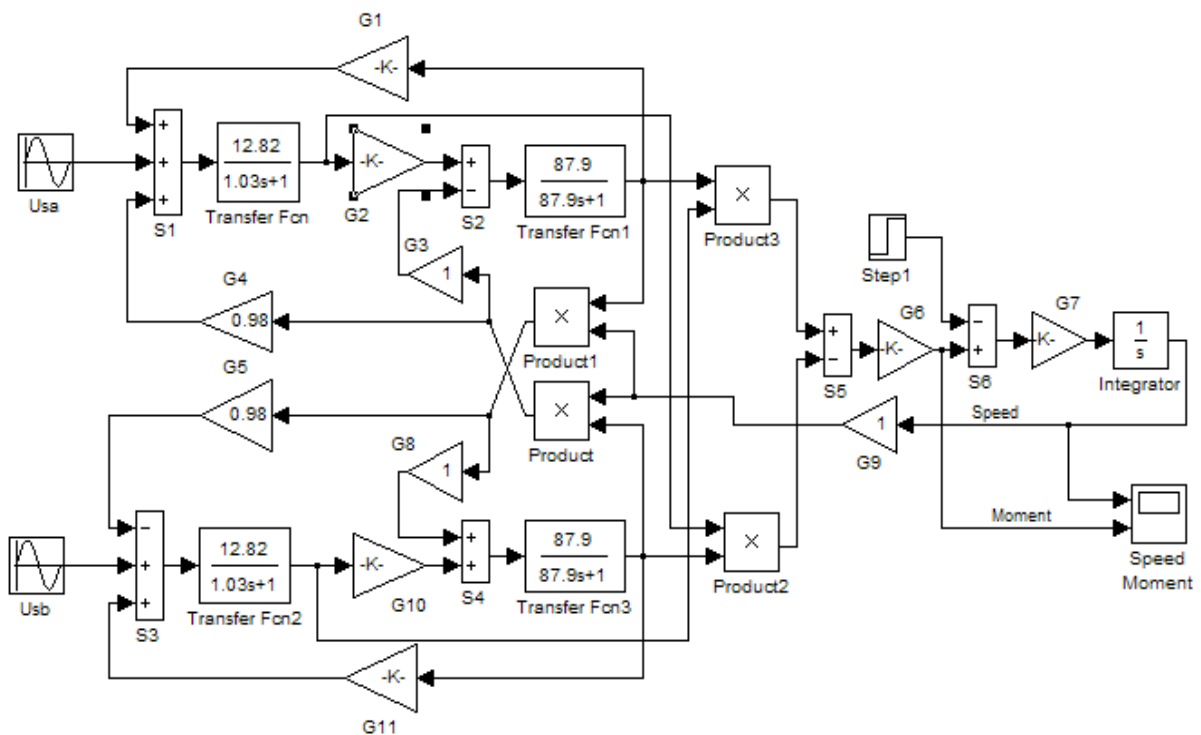 G1
-K-
+
+
+
Usa
S1
12.82
1.03s+1
Transfer Fcn
-K-
G2
+
−
S2
87.9
87.9s+1
Transfer Fcn1
×
Product3
Step1
G3
1
G4
0.98
×
Product1
G5
0.98
×
Product
G8
1
+
−
S5
G6
-K-
−
+
S6
G7
-K-
1
s
Integrator
Speed
1
G9
Moment
Speed
Moment
−
+
+
Usb
S3
12.82
1.03s+1
Transfer Fcn2
-K-
G10
+
+
S4
87.9
87.9s+1
Transfer Fcn3
×
Product2
-K-
G11